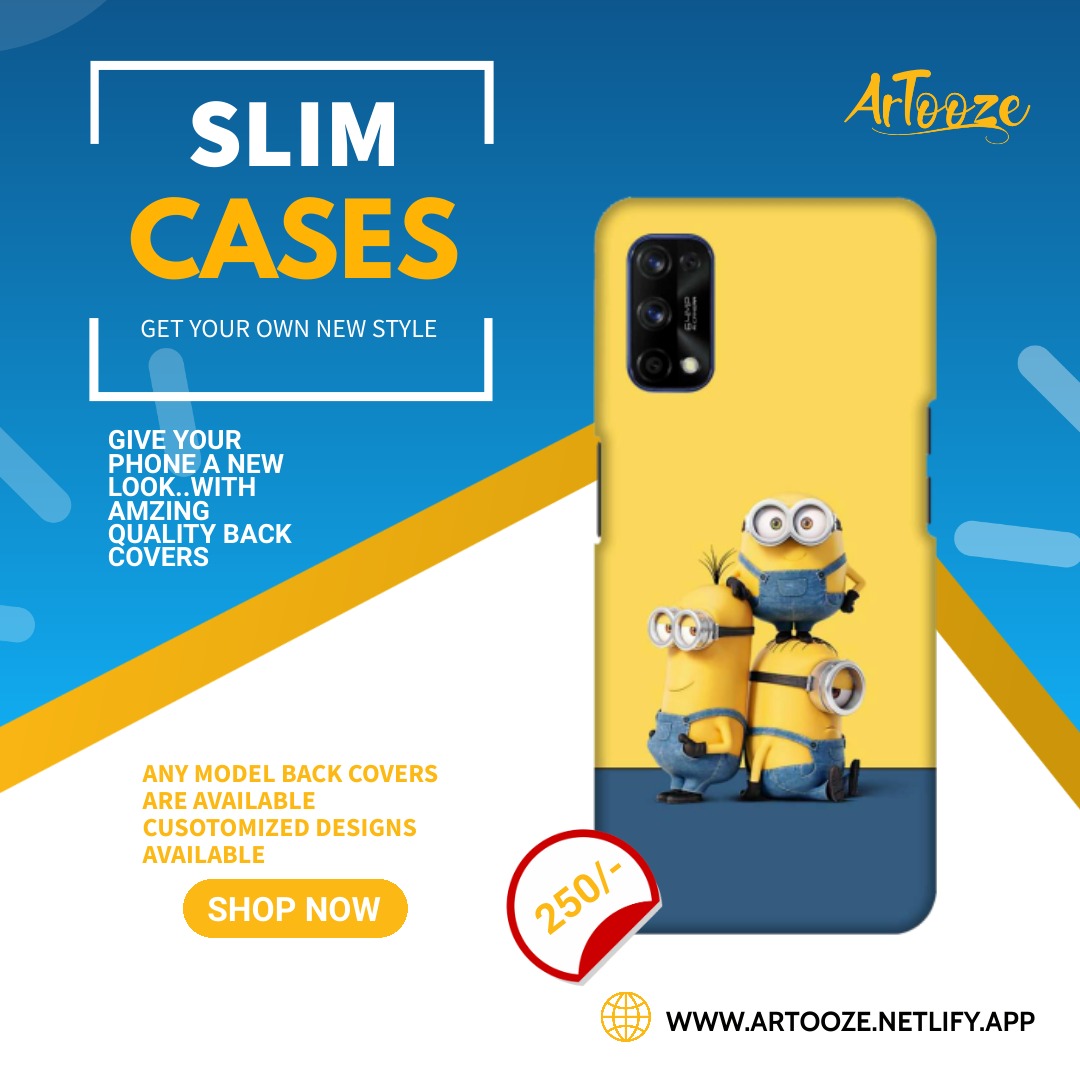 ArTooze
SLIM
CASES
GET YOUR OWN NEW STYLE
GIVE YOUR
PHONE A NEW
LOOK..WITH
AMZING
QUALITY BACK
COVERS
64MP
ANY MODEL BACK COVERS
ARE AVAILABLE
CUSOTOMIZED DESIGNS
AVAILABLE
SHOP NOW
250/-
WWW.ARTOOZE.NETLIFY.APP